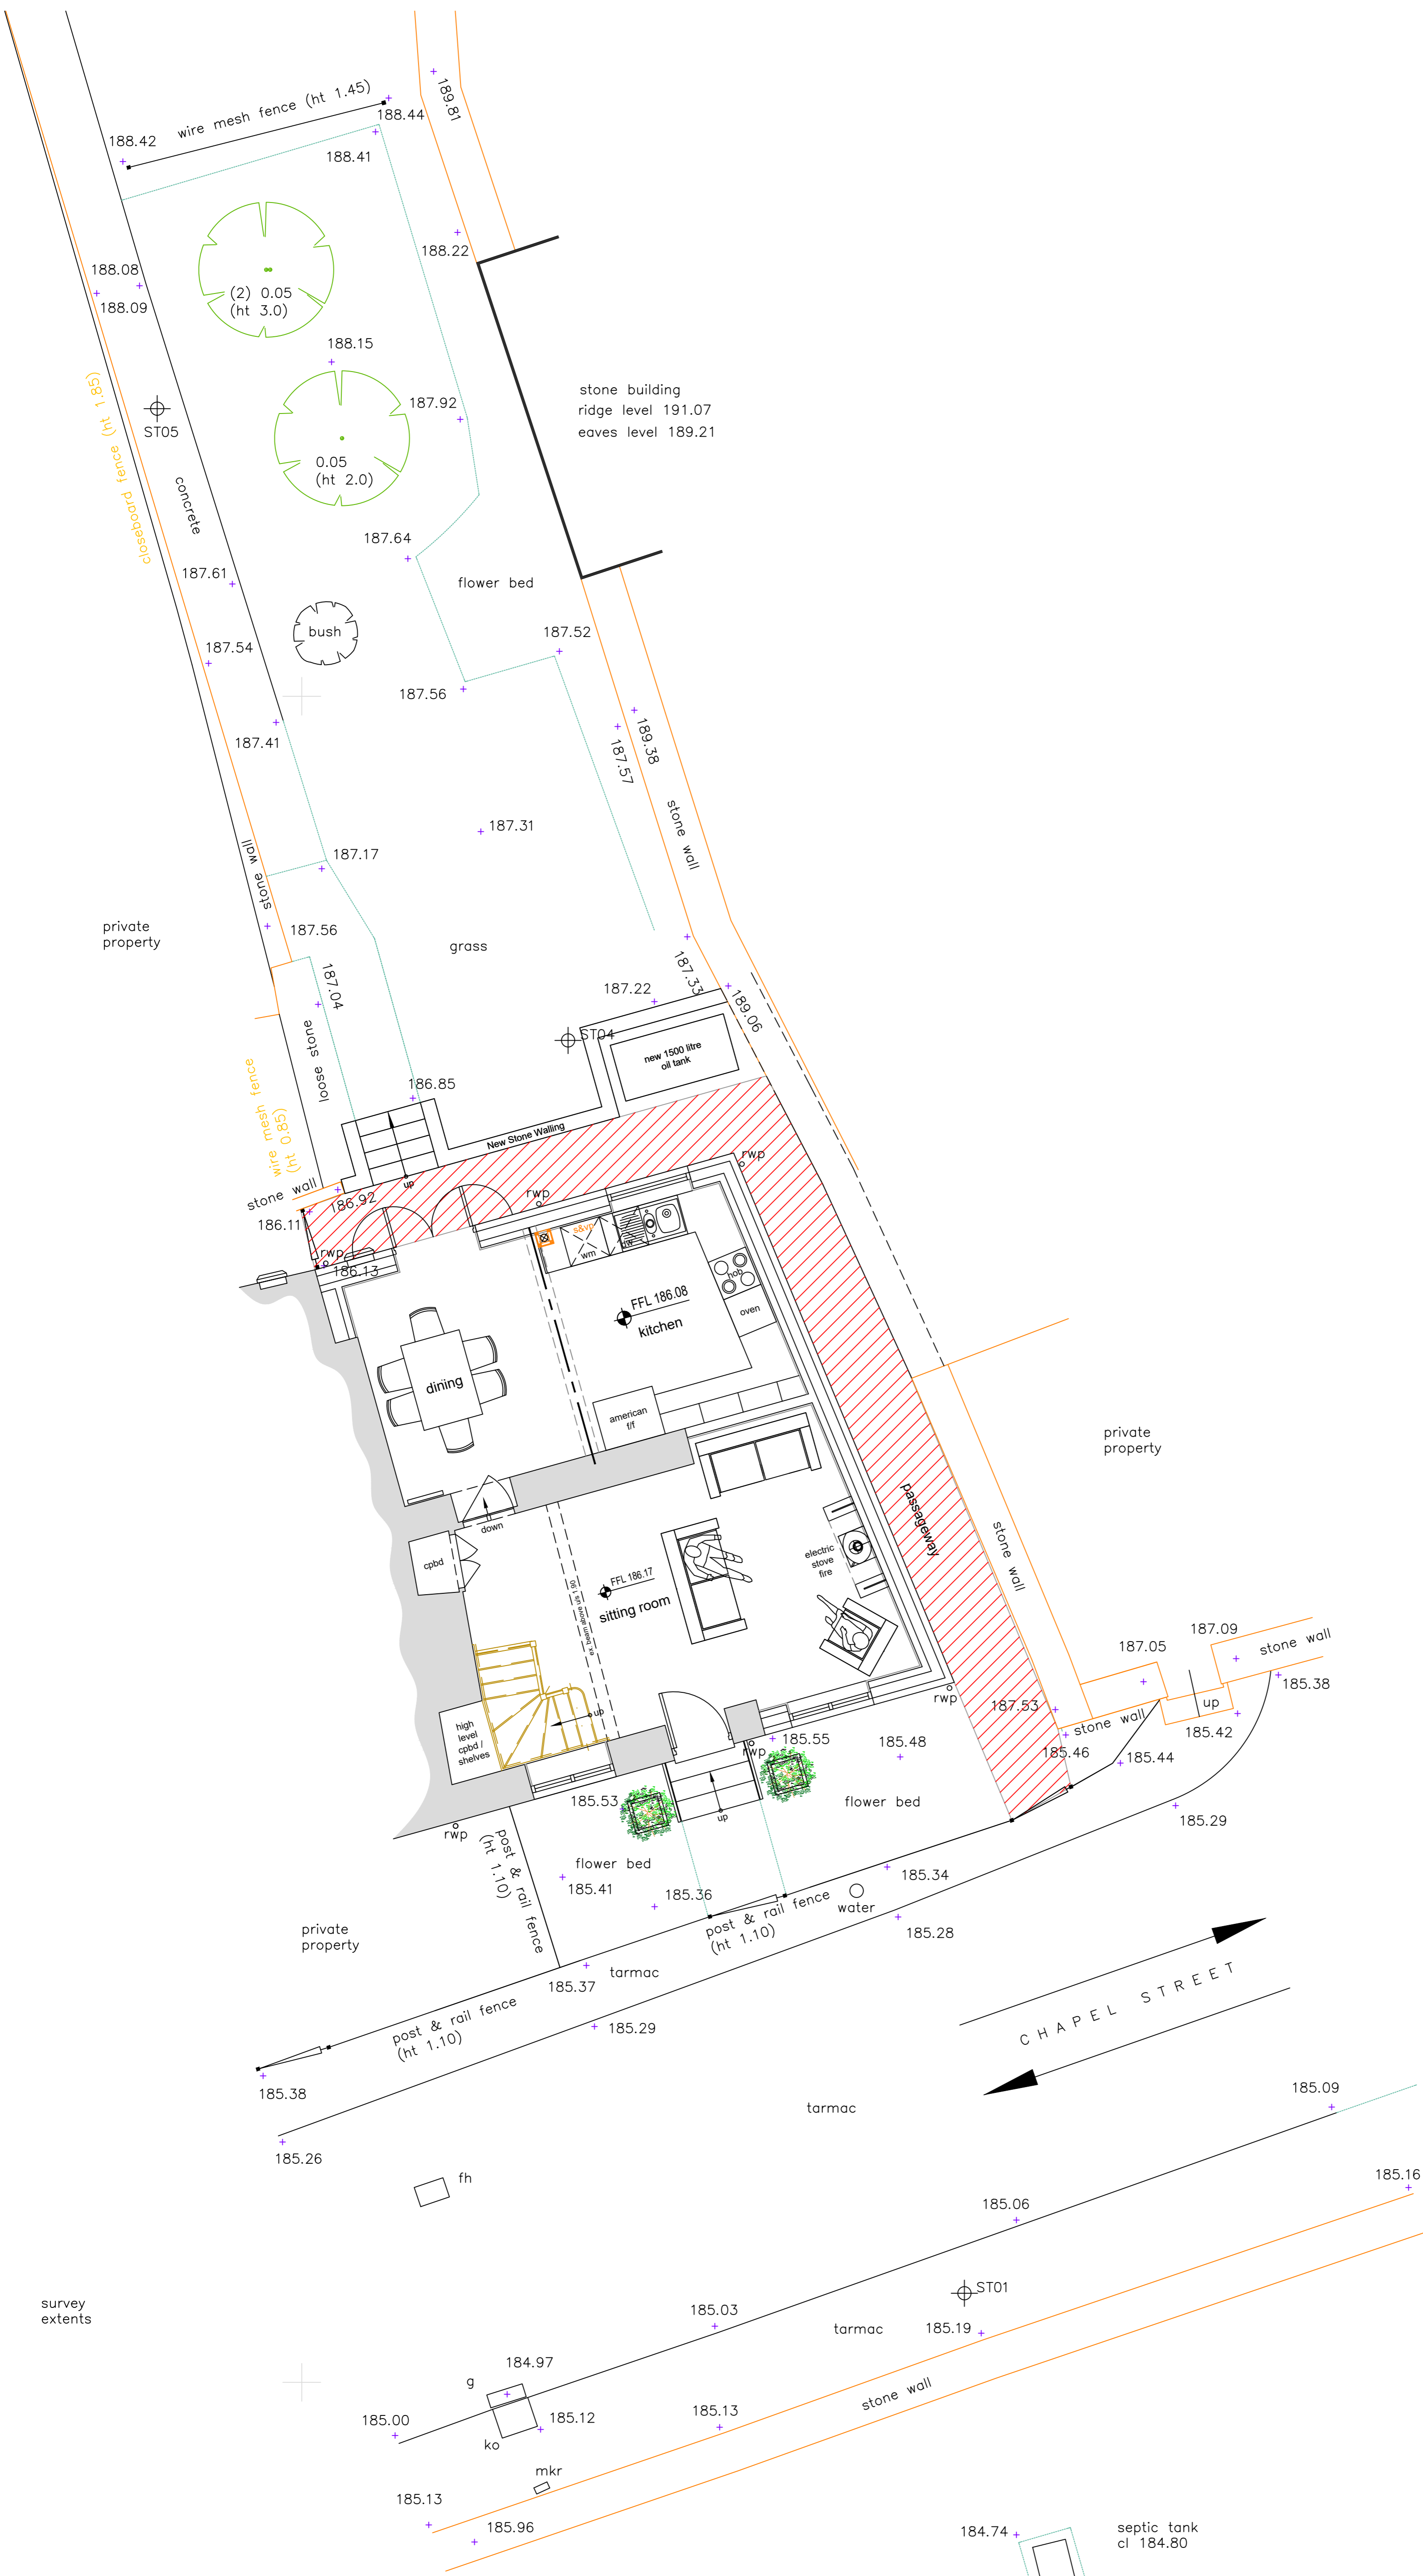 189.81
wire mesh fence (ht 1.45)
188.44
188.42
188.41
188.22
188.08
188.09
(2) 0.05
(ht 3.0)
188.15
closeboard fence (ht 1.85)
ST05
187.92
stone building
ridge level 191.07
eaves level 189.21
0.05
(ht 2.0)
concrete
187.64
187.61
flower bed
bush
187.54
187.52
187.56
187.41
189.38
187.57
187.31
stone wall
stone wall
187.17
private
property
187.56
grass
187.04
187.22
187.33
189.06
ST04
new 1500 litre
oil tank
loose stone
wire mesh fence
(ht 0.85)
186.85
New Stone Walling
rwp
up
stone wall
186.92
rwp
186.11
s&vp
rwp
wm
186.13
hob
FFL 186.08
kitchen
oven
dining
american
f/f
private
property
passageway
down
cpbd
electric
stove
fire
stone wall
FFL 186.17
sitting room
ex. beam above u/s 1.90
187.09
187.05
stone wall
185.38
up
rwp
187.53
stone wall
185.42
high
level
cpbd /
shelves
up
185.46
185.44
185.55
185.48
rwp
185.53
flower bed
up
185.29
rwp
post & rail fence
(ht 1.10)
flower bed
185.41
185.36
185.34
post & rail fence
(ht 1.10)
water
185.28
private
property
tarmac
185.37
CHAPEL STREET
post & rail fence
(ht 1.10)
185.29
185.38
185.09
tarmac
185.26
fh
185.16
185.06
survey
extents
ST01
185.03
tarmac
185.19
184.97
g
stone wall
185.00
185.12
185.13
ko
mkr
185.13
185.96
184.74
septic tank
cl 184.80